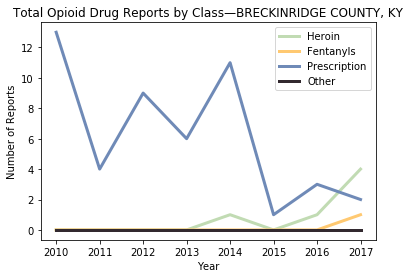 Total Opioid Drug Reports by Class—BRECKINRIDGE COUNTY, KY
Heroin
Fentanyls
Prescription
Other
Number of Reports
12
10
8
6
4
2
0
2010 2011 2012 2013 2014 2015 2016 2017
Year